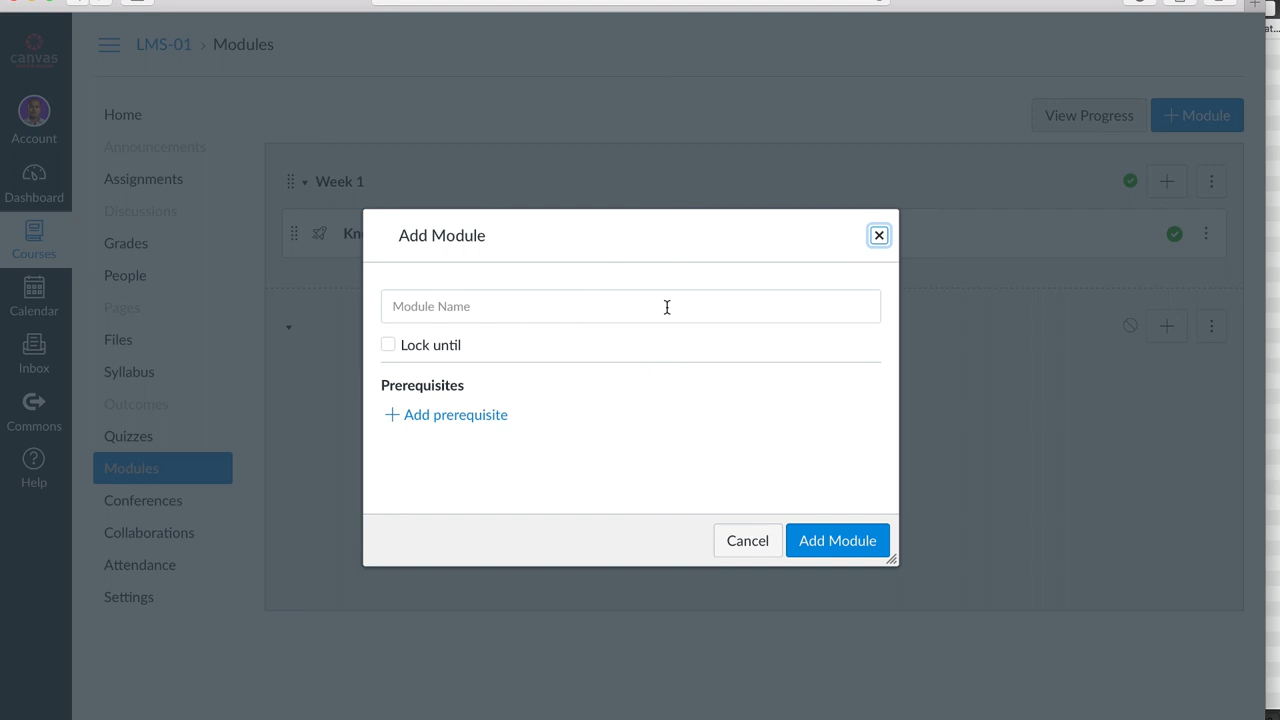 LMS-01 › Modules
canvas
Account
Dashboard
Courses
Calendar
Inbox
Commons
Help
Home
Announcements
Assignments
Discussions
Grades
People
Pages
Files
Syllabus
Outcomes
Quizzes
Modules
Conferences
Collaborations
Attendance
Settings
View Progress
+ Module
Week 1
Kn
Add Module
Module Name
Lock until
Prerequisites
+ Add prerequisite
Cancel
Add Module